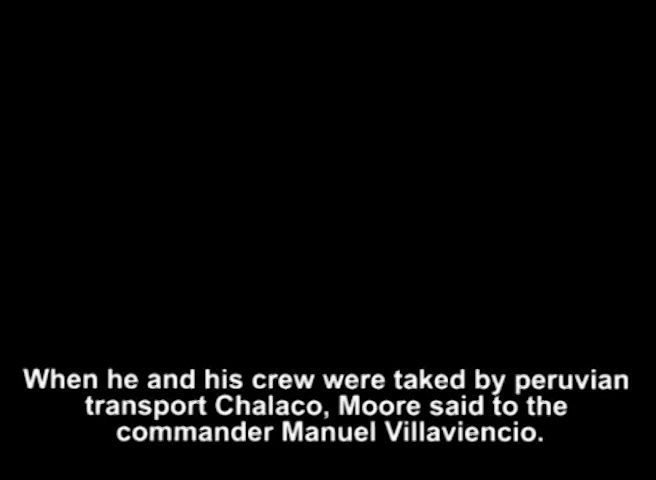 When he and his crew were taked by peruvian
transport Chalaco, Moore said to the
commander Manuel Villaviencio.